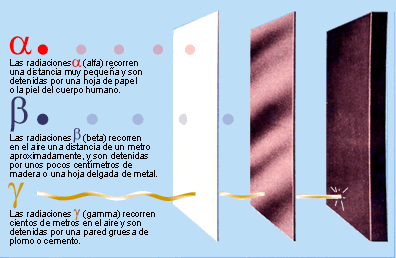 α
Las radiaciones α (alfa) recorren
una distancia muy pequeña y son
detenidas por una hoja de papel
o la piel del cuerpo humano.
β
Las radiaciones β (beta) recorren
en el aire una distancia de un metro
aproximadamente, y son detenidas
por unos pocos centímetros de
madera o una hoja delgada de metal.
γ
Las radiaciones γ (gamma) recorren
cientos de metros en el aire y son
detenidas por una pared gruesa de
plomo o cemento.